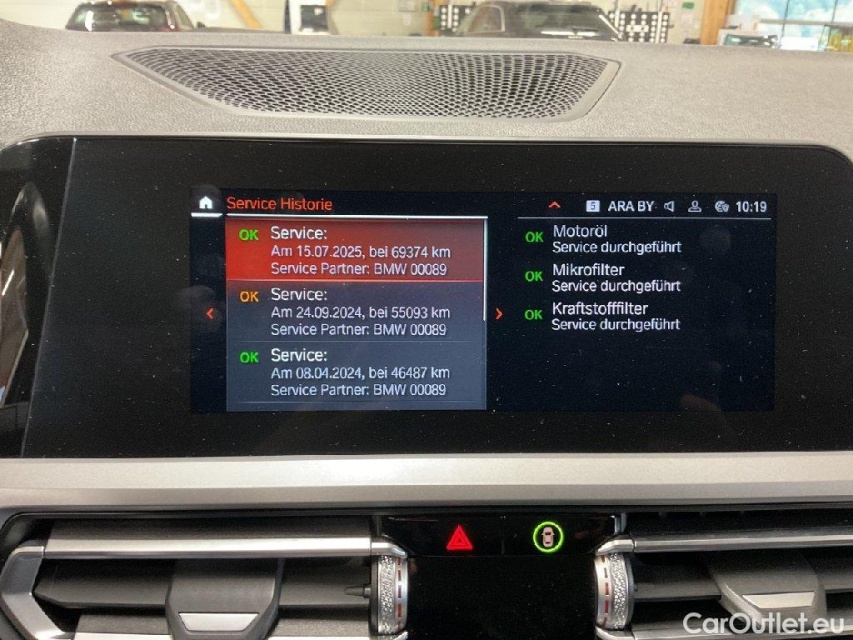 Service Historie
5 ARA BY 10:19
OK Service:
Am 15.07.2025, bei 69374 km
Service Partner: BMW 00089
OK Service:
Am 24.09.2024, bei 55093 km
Service Partner: BMW 00089
OK Service:
Am 08.04.2024, bei 46487 km
Service Partner: BMW 00089
OK Motoröl
Service durchgeführt
OK Mikrofilter
Service durchgeführt
OK Kraftstofffilter
Service durchgeführt
CarOutlet.eu